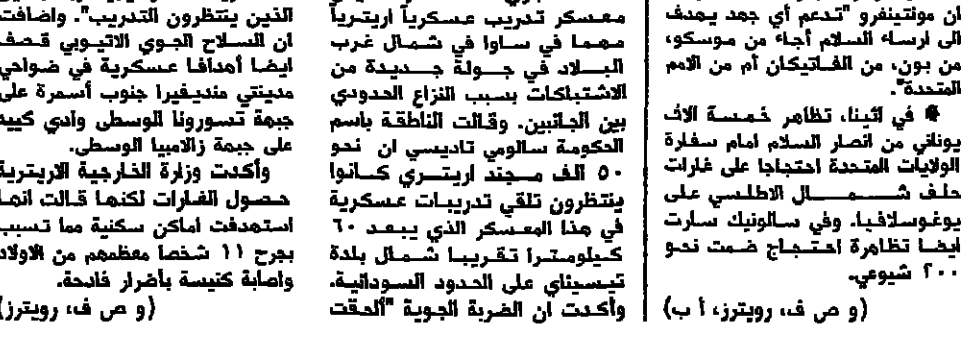 ان مونتينفرو "تدعم أي جهد يهدف
الى ارساء السلام أجاء من موسكو،
من بون، من الفاتيكان أم من الامم
المتحدة".
في اثينا، تظاهر خمسة الاف
يوناني من انصار السلام امام سفارة
الولايات المتحدة احتجاجا على غارات
حلف شمال الاطلسي على
يوغوسلافيا. وفي سالونيك سارت
ايضا تظاهرة احتجاج ضمت نحو
٢٠٠ شيوعي.
(و ص ف، رويترز، أ ب)
معسكر تدريب عسكرياً اريترياً
مهما في ساوا في شمال غرب
البلاد في جولة جديدة من
الاشتباكات بسبب النزاع الحدودي
بين الجانبين. وقالت الناطقة باسم
الحكومة سالومي تاديسي ان نحو
٥٠ الف مجند اريتري كانوا
ينتظرون تلقي تدريبات عسكرية
في هذا المعسكر الذي يبعد ٦٠
كيلومترا تقريبا شمال بلدة
تيسيناي على الحدود السودانية.
وأكدت ان الضربة الجوية "ألحقت
الذين ينتظرون التدريب". واضافت
ان السلاح الجوي الاتيوبي قصف
ايضا أهدافا عسكرية في ضواحي
مدينتي منديفيرا جنوب أسمرة على
جبهة تسورونا الوسطى وادي كييه
على جبهة زالامبيا الوسطى.
وأكدت وزارة الخارجية الاريترية
حصول الغارات لكنها قالت انها
استهدفت اماكن سكنية مما تسبب
بجرح ١١ شخصا معظمهم من الاولاد
واصابة كنيسة بأضرار فادحة.
(و ص ف، رويترز)